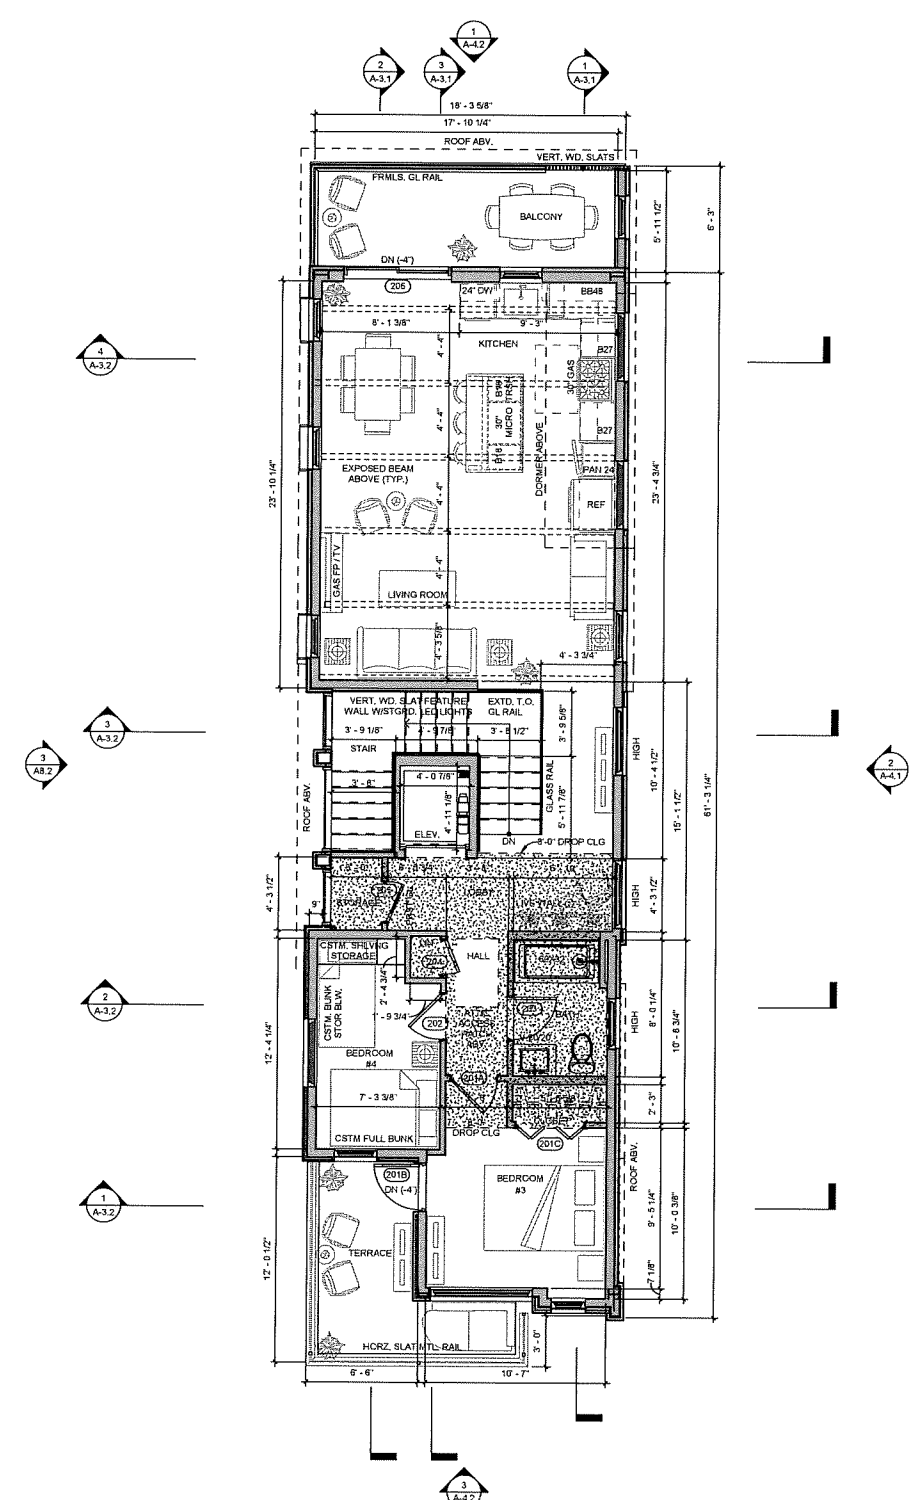 1
A-4.2
2
A-3.1
3
A-3.1
1
A-3.1
18' - 3 5/8"
17' - 10 1/4"
ROOF ABV.
VERT. WD. SLATS
FRMLS. GL RAIL
BALCONY
5' - 11 1/2"
6' - 3"
DN (-4")
206
24" DW
BB48
8' - 1 3/8"
9' - 3"
KITCHEN
4' - 4"
B27
30" GAS
4
A-3.2
B18
TRSH
30"
MICRO
4' - 4"
B27
B18
DORMER ABOVE
EXPOSED BEAM
ABOVE (TYP.)
PAN 24
REF
23' - 10 1/4"
23' - 4 3/4"
4' - 4"
GAS FP / TV
4' - 4"
LIVING ROOM
4' - 3 5/8"
4' - 3 3/4"
VERT. WD. SLAT FEATURE
WALL W/STGRD. LED LIGHTS
EXTD. T.O.
GL RAIL
3' - 9 1/8"
4' - 9 7/8"
3' - 9 5/8"
STAIR
HIGH
3
A-3.2
3
A8.2
2
A-4.1
4' - 0 7/8"
3' - 6"
4' - 11 1/8"
GLASS RAIL
5' - 11 7/8"
10' - 4 1/2"
15' - 1 1/2"
61' - 3 1/4"
ROOF ABV.
ELEV.
DN
8'-0" DROP CLG
STORAGE
LOBBY
4' - 3 1/2"
9"
HIGH
4' - 3 1/2"
CSTM. SHLVNG
STORAGE
HALL
2
A-3.2
CSTM. BUNK
STOR BLW.
2' - 4 3/4"
1' - 9 3/4"
202
BATH
HIGH
8' - 0 1/4"
10' - 6 3/4"
ATTIC
ACCESS
12' - 4 1/4"
BEDROOM
#4
201A
7' - 3 3/8"
2' - 3"
CSTM FULL BUNK
DROP CLG
201C
201B
DN (-4")
BEDROOM
#3
ROOF ABV.
1
A-3.2
9' - 5 1/4"
10' - 0 3/8"
12' - 0 1/2"
TERRACE
7 1/8"
HORZ. SLAT MTL. RAIL
3' - 0"
6' - 6"
10' - 7"
3
A-4.2